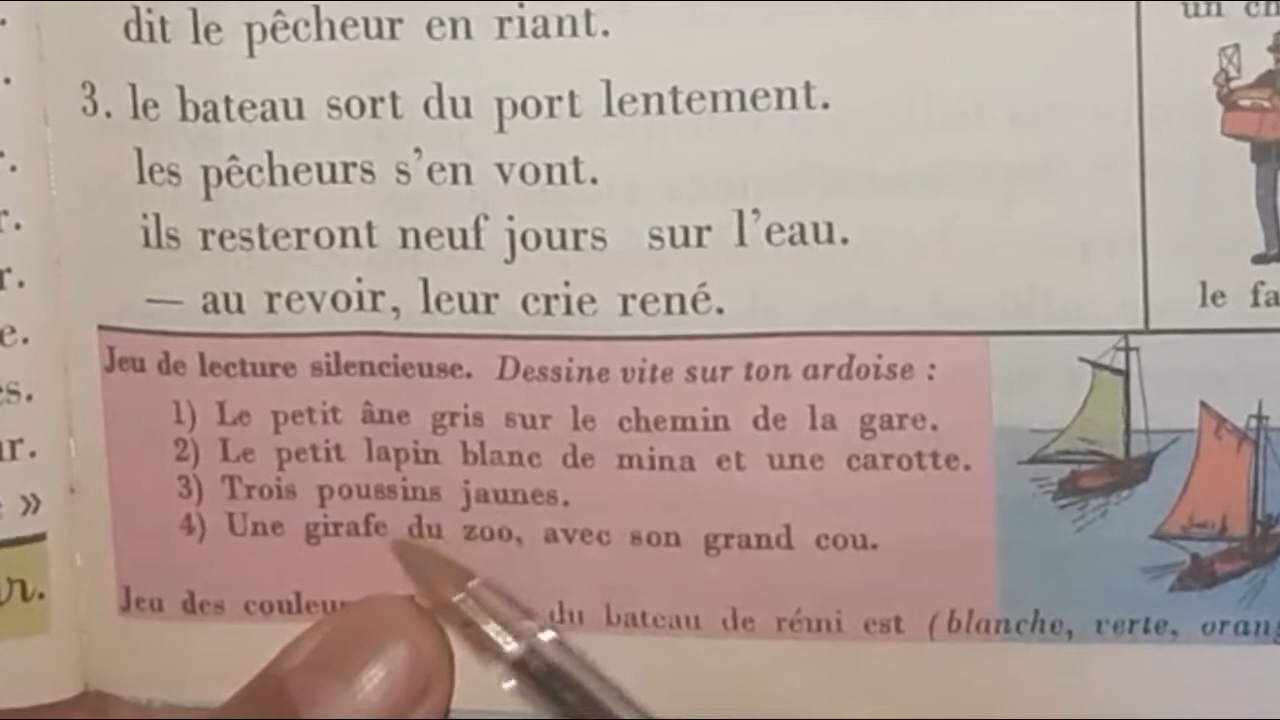 dit le pêcheur en riant.
3. le bateau sort du port lentement.
les pêcheurs s'en vont.
ils resteront neuf jours sur l'eau.
— au revoir, leur crie rené.
Jeu de lecture silencieuse. Dessine vite sur ton ardoise :
1) Le petit âne gris sur le chemin de la gare.
2) Le petit lapin blanc de mina et une carotte.
3) Trois poussins jaunes.
4) Une girafe du zoo, avec son grand cou.
Jeu des du bateau de rémi est (blanche, verte,
un
le